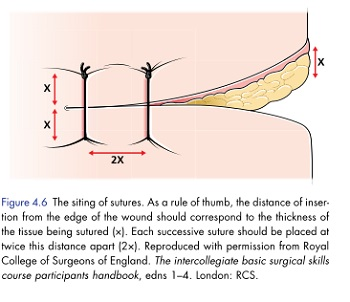 X
X
X
2X
Figure 4.6 The siting of sutures. As a rule of thumb, the distance of inser-
tion from the edge of the wound should correspond to the thickness of
the tissue being sutured (x). Each successive suture should be placed at
twice this distance apart (2x). Reproduced with permission from Royal
College of Surgeons of England. The intercollegiate basic surgical skills
course participants handbook, edns 1–4. London: RCS.